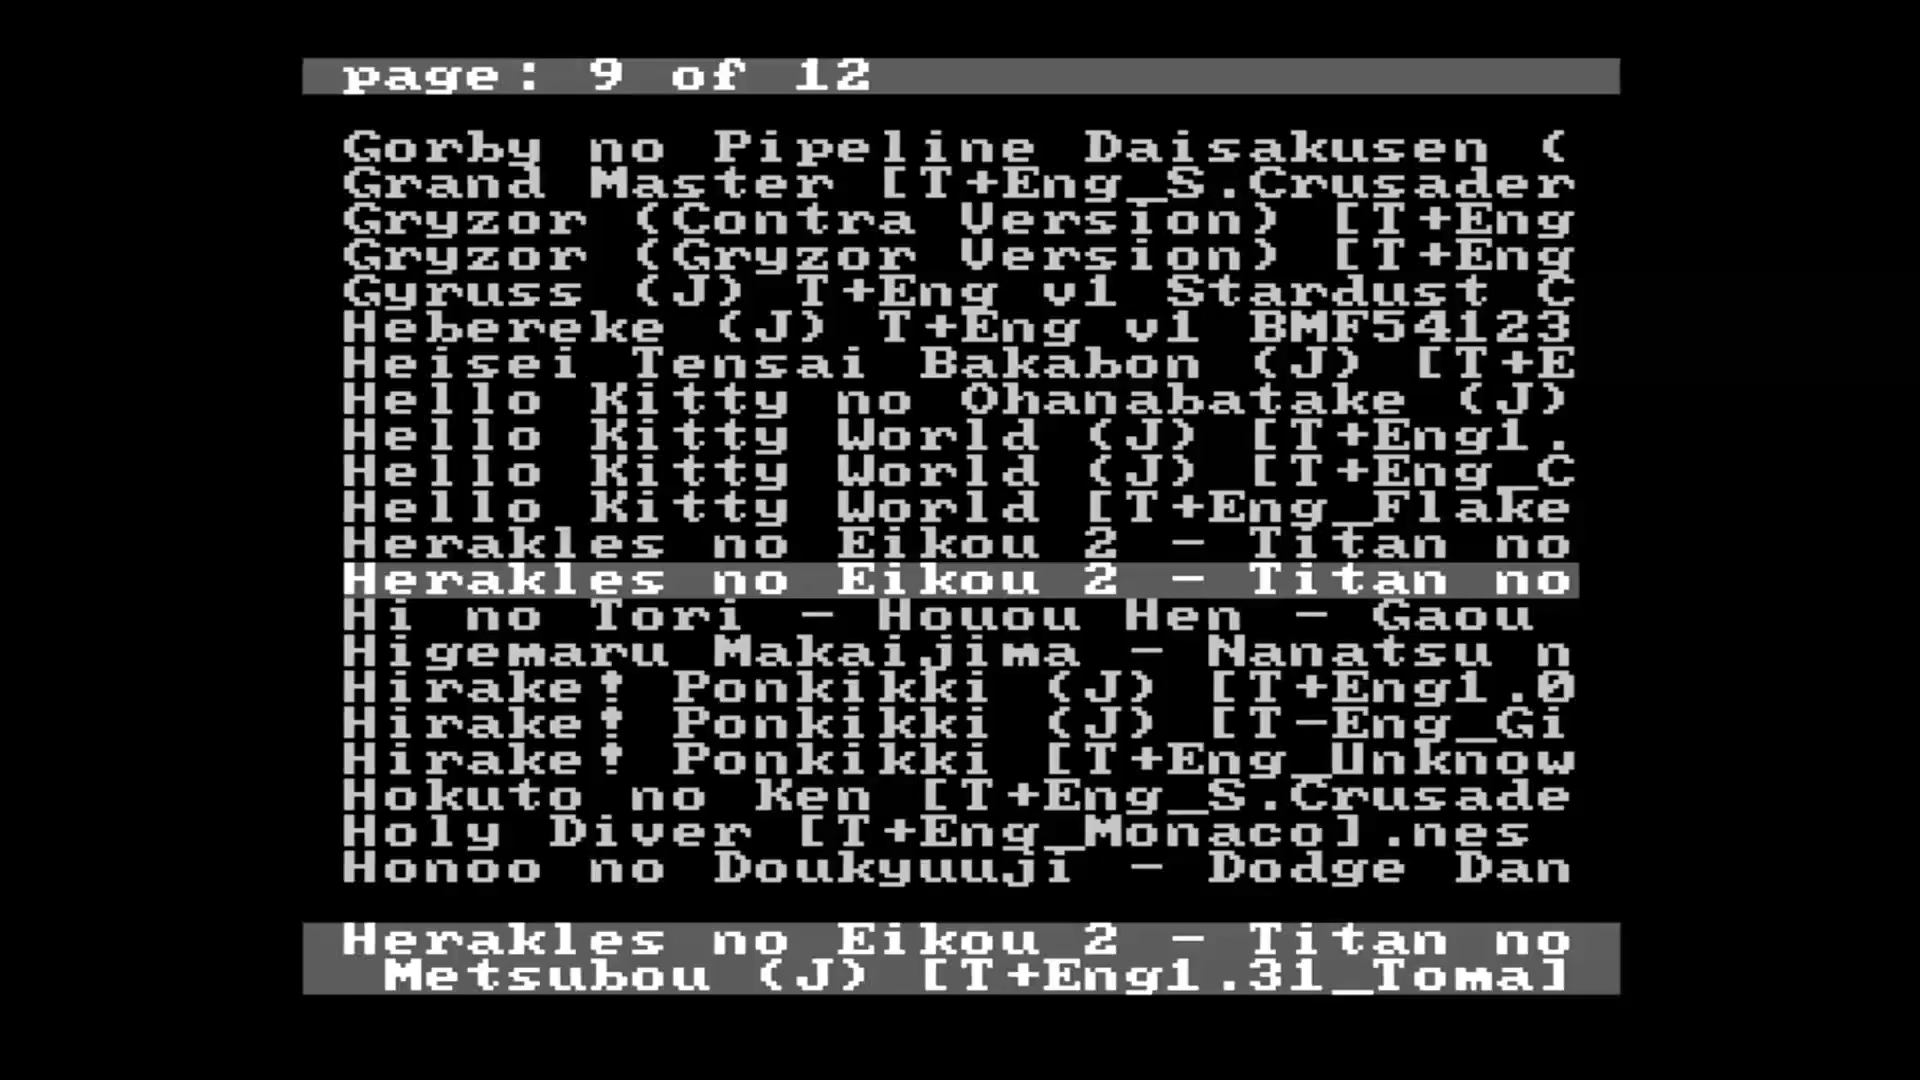 page: 9 of 12
Gorby no Pipeline Daisakusen (
Grand Master [T+Eng_S.Crusader
Gryzor (Contra Version) [T+Eng
Gryzor (Gryzor Version) [T+Eng
Gyruss (J) T+Eng v1 Stardust C
Hebereke (J) T+Eng v1 BMF54123
Heisei Tensai Bakabon (J) [T+E
Hello Kitty no Ohanabatake (J)
Hello Kitty World (J) [T+Eng1.
Hello Kitty World (J) [T+Eng_C
Hello Kitty World [T+Eng_Flake
Herakles no Eikou 2 - Titan no
Herakles no Eikou 2 - Titan no
Hi no Tori - Houou Hen - Gaou
Higemaru Makaijima - Nanatsu n
Hirake! Ponkikki (J) [T+Eng1.0
Hirake! Ponkikki (J) [T-Eng_Gi
Hirake! Ponkikki [T+Eng_Unknow
Hokuto no Ken [T+Eng_S.Crusade
Holy Diver [T+Eng_Monaco].nes
Honoo no Doukyuuji - Dodge Dan
Herakles no Eikou 2 - Titan no
Metsubou (J) [T+Eng1.31_Toma]